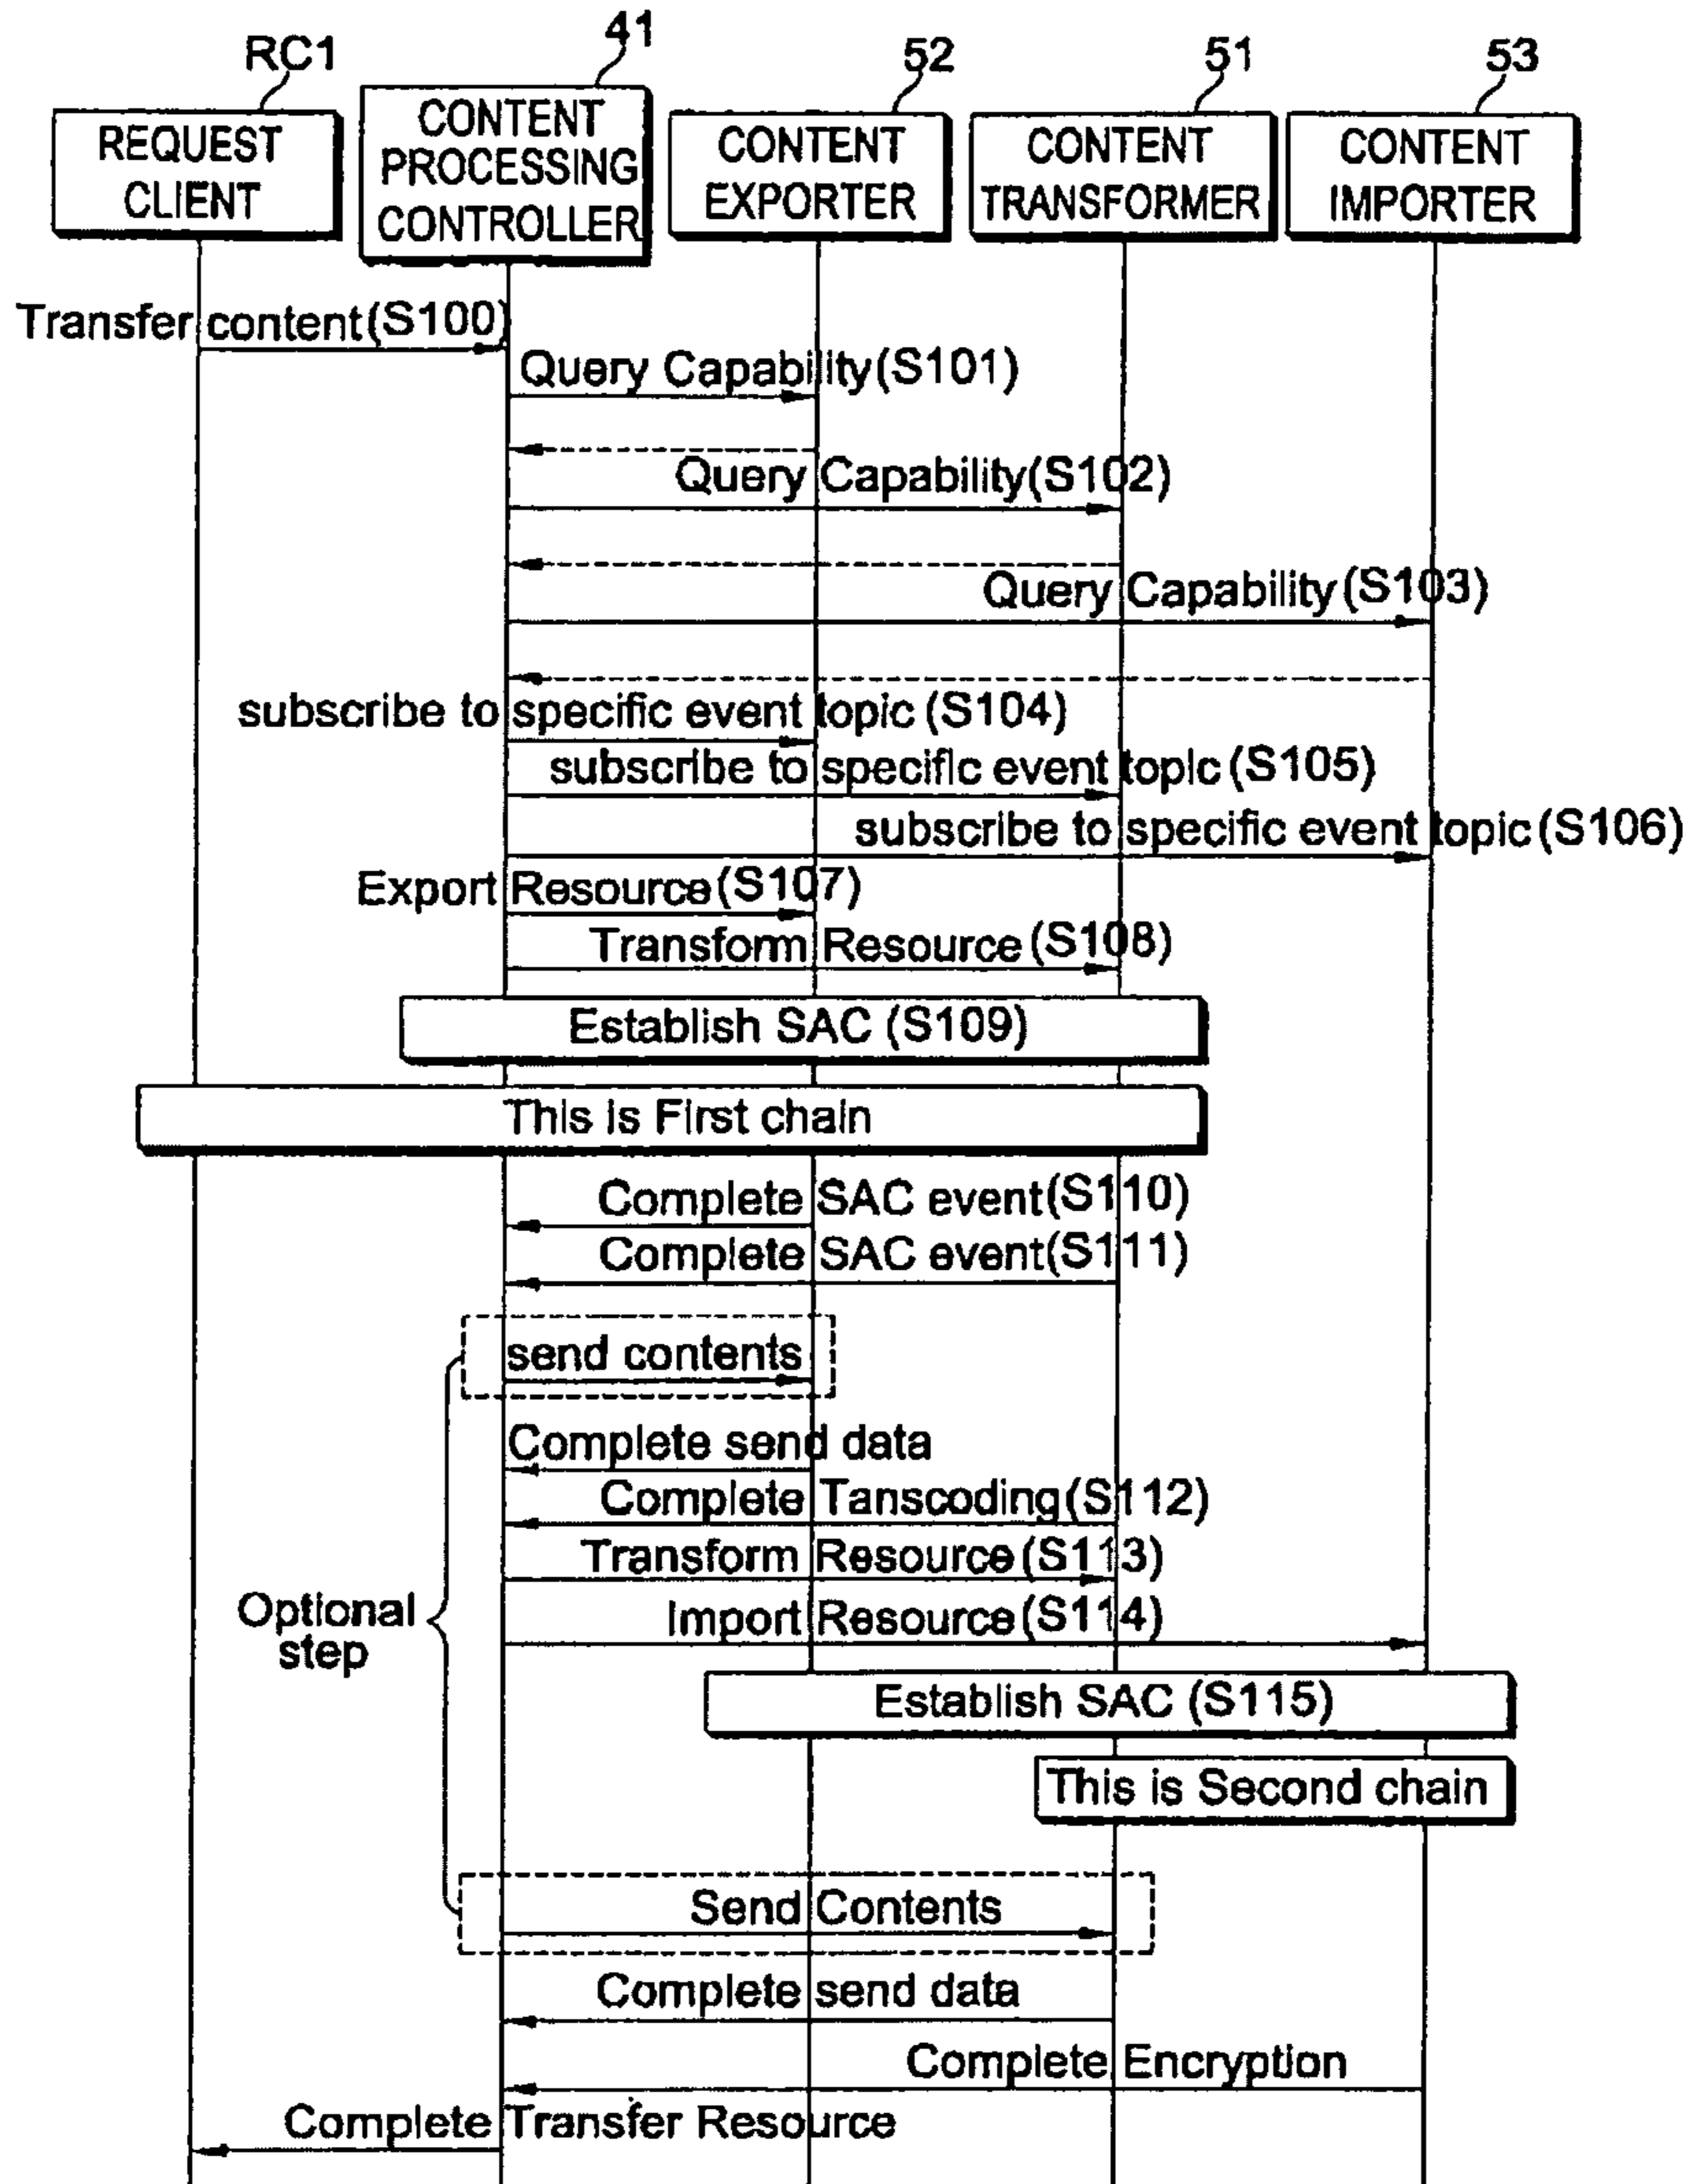 RC1
41
52
51
53
REQUEST
CLIENT
CONTENT
PROCESSING
CONTROLLER
CONTENT
EXPORTER
CONTENT
TRANSFORMER
CONTENT
IMPORTER
Transfer content (S100)
Query Capability (S101)
Query Capability (S102)
Query Capability (S103)
subscribe to specific event topic (S104)
subscribe to specific event topic (S105)
subscribe to specific event topic (S106)
Export Resource (S107)
Transform Resource (S108)
Establish SAC (S109)
This is First chain
Complete SAC event (S110)
Complete SAC event (S111)
send contents
Complete send data
Complete Tanscoding (S112)
Transform Resource (S113)
Import Resource (S114)
Optional
step
Establish SAC (S115)
This is Second chain
Send Contents
Complete send data
Complete Encryption
Complete Transfer Resource